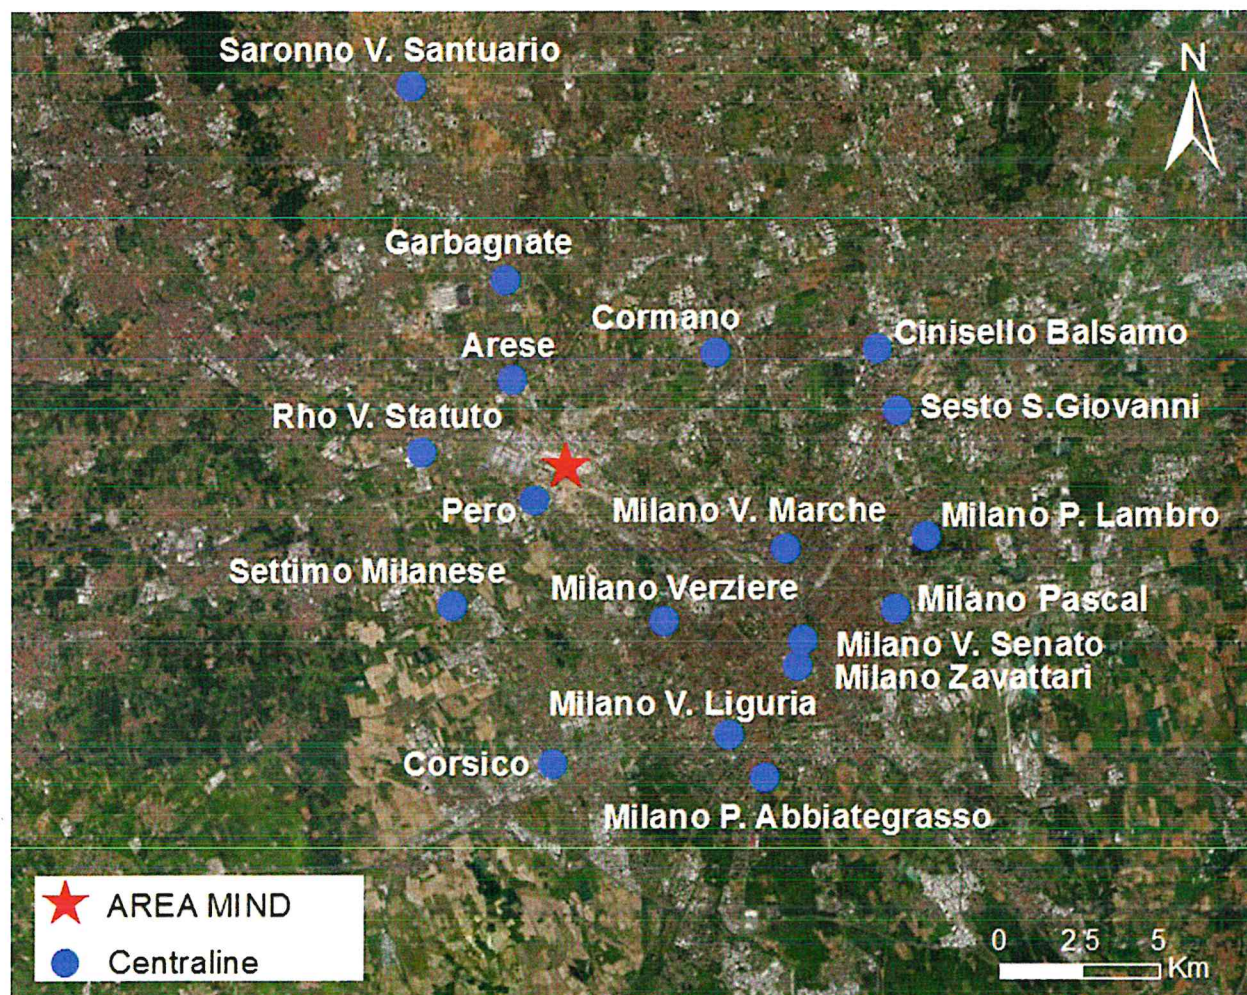 Saronno V. Santuario
N
Garbagnate
Cormano
Cinisello Balsamo
Arese
Sesto S.Giovanni
Rho V. Statuto
Pero
Milano V. Marche
Milano P. Lambro
Settimo Milanese
Milano Verziere
Milano Pascal
Milano V. Senato
Milano Zavattari
Milano V. Liguria
Corsico
Milano P. Abbiategrasso
AREA MIND
Centraline
0 2.5 5
Km